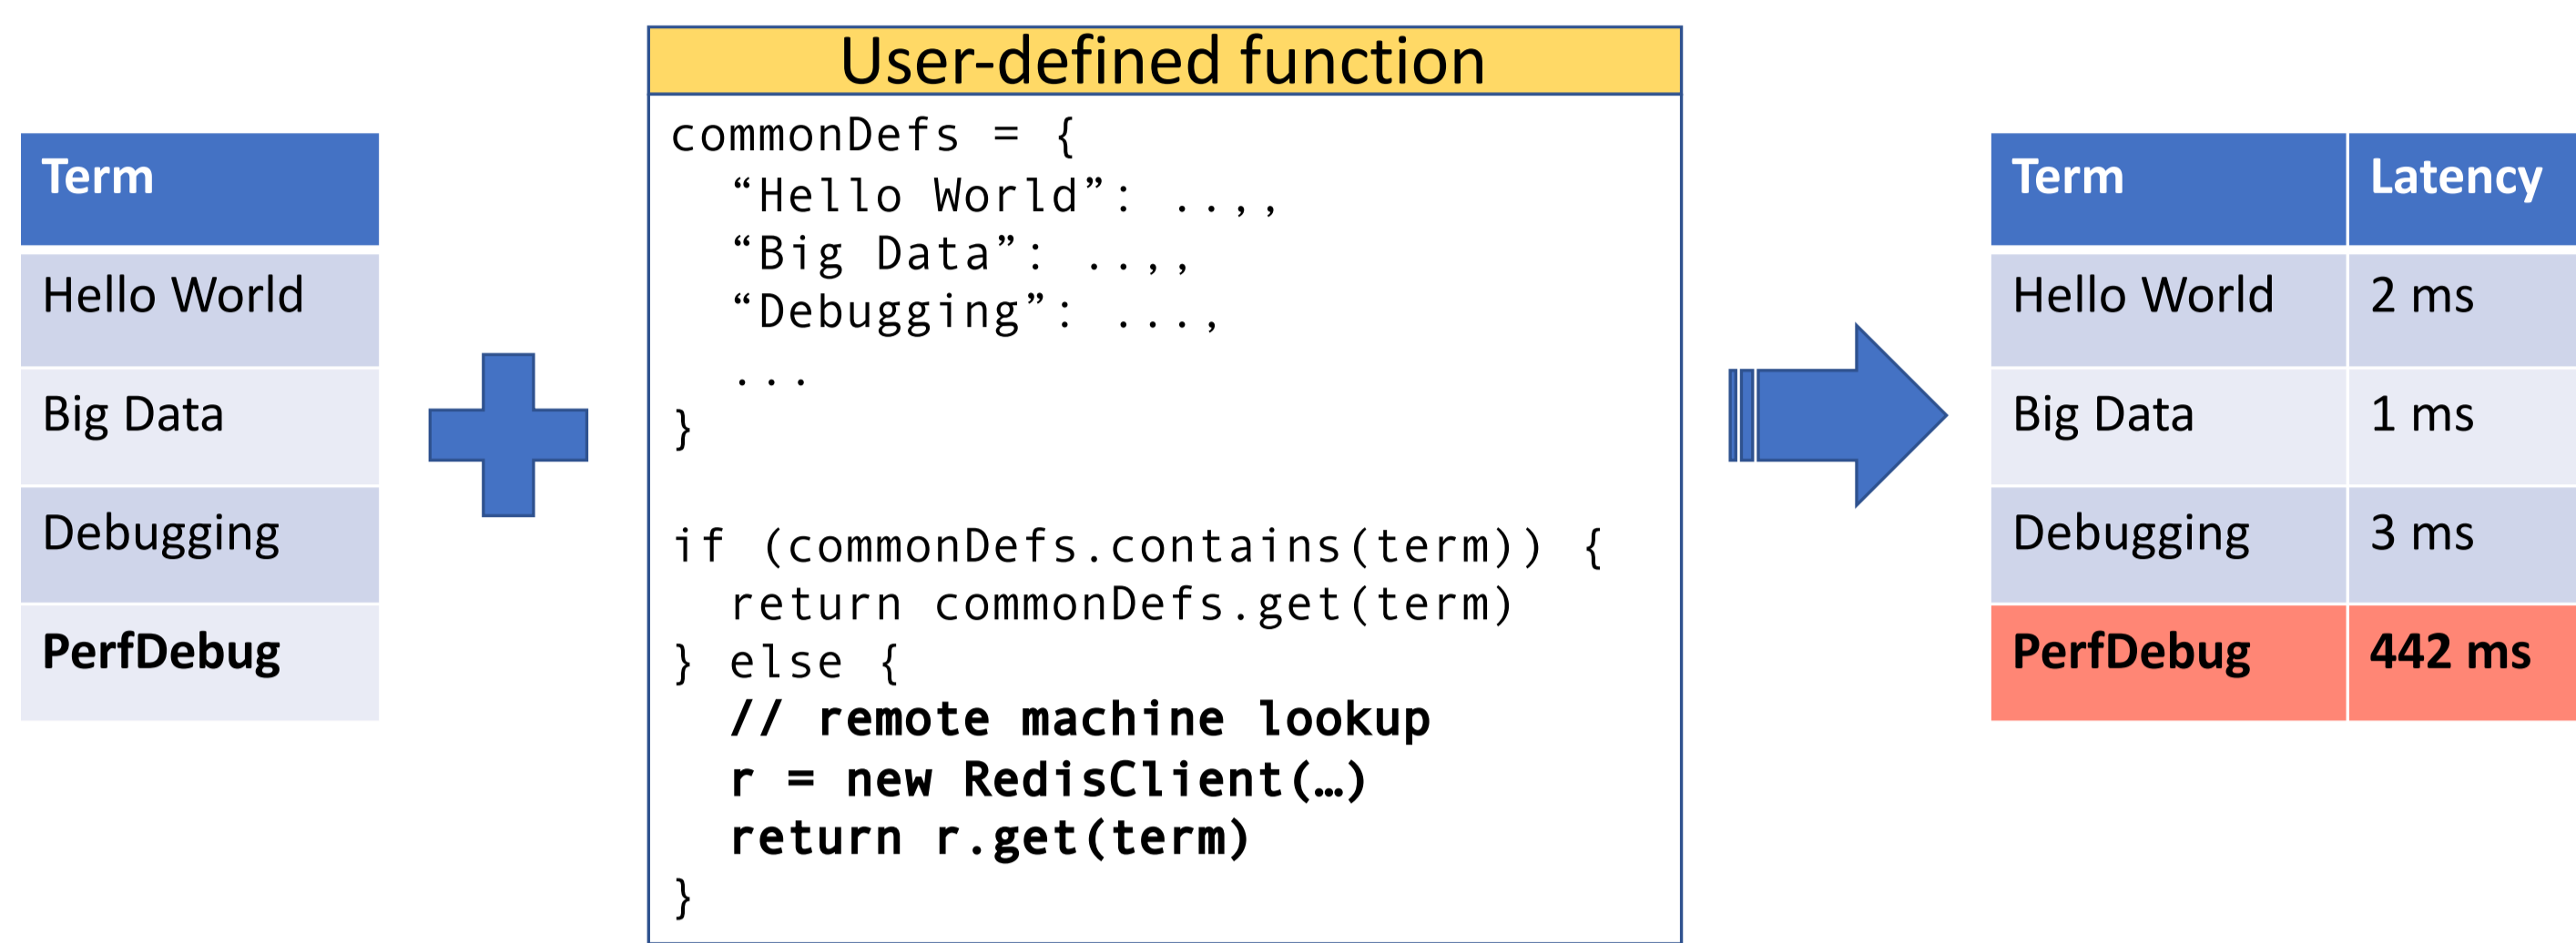 Term
Hello World
Big Data
Debugging
PerfDebug
User-defined function
commonDefs = {
“Hello World”: ..,,
“Big Data”: ..,,
“Debugging”: ...,
...
}
if (commonDefs.contains(term)) {
return commonDefs.get(term)
} else {
// remote machine lookup
r = new RedisClient(…)
return r.get(term)
}
Term Latency
Hello World 2 ms
Big Data 1 ms
Debugging 3 ms
PerfDebug 442 ms